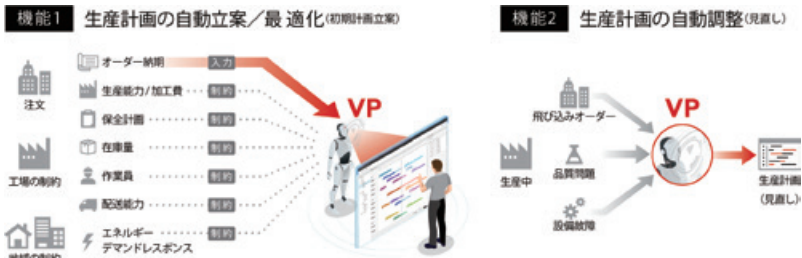 機能1 生産計画の自動立案／最適化(初期計画立案)
注文
工場の制約
地域の制約
オーダー納期 入力
生産能力/加工費 制約
保全計画 制約
在庫量 制約
作業員 制約
配送能力 制約
エネルギー
デマンドレスポンス 制約
VP
機能2 生産計画の自動調整(見直し)
生産中
飛び込みオーダー
品質問題
設備故障
VP
生産計画
(見直し)